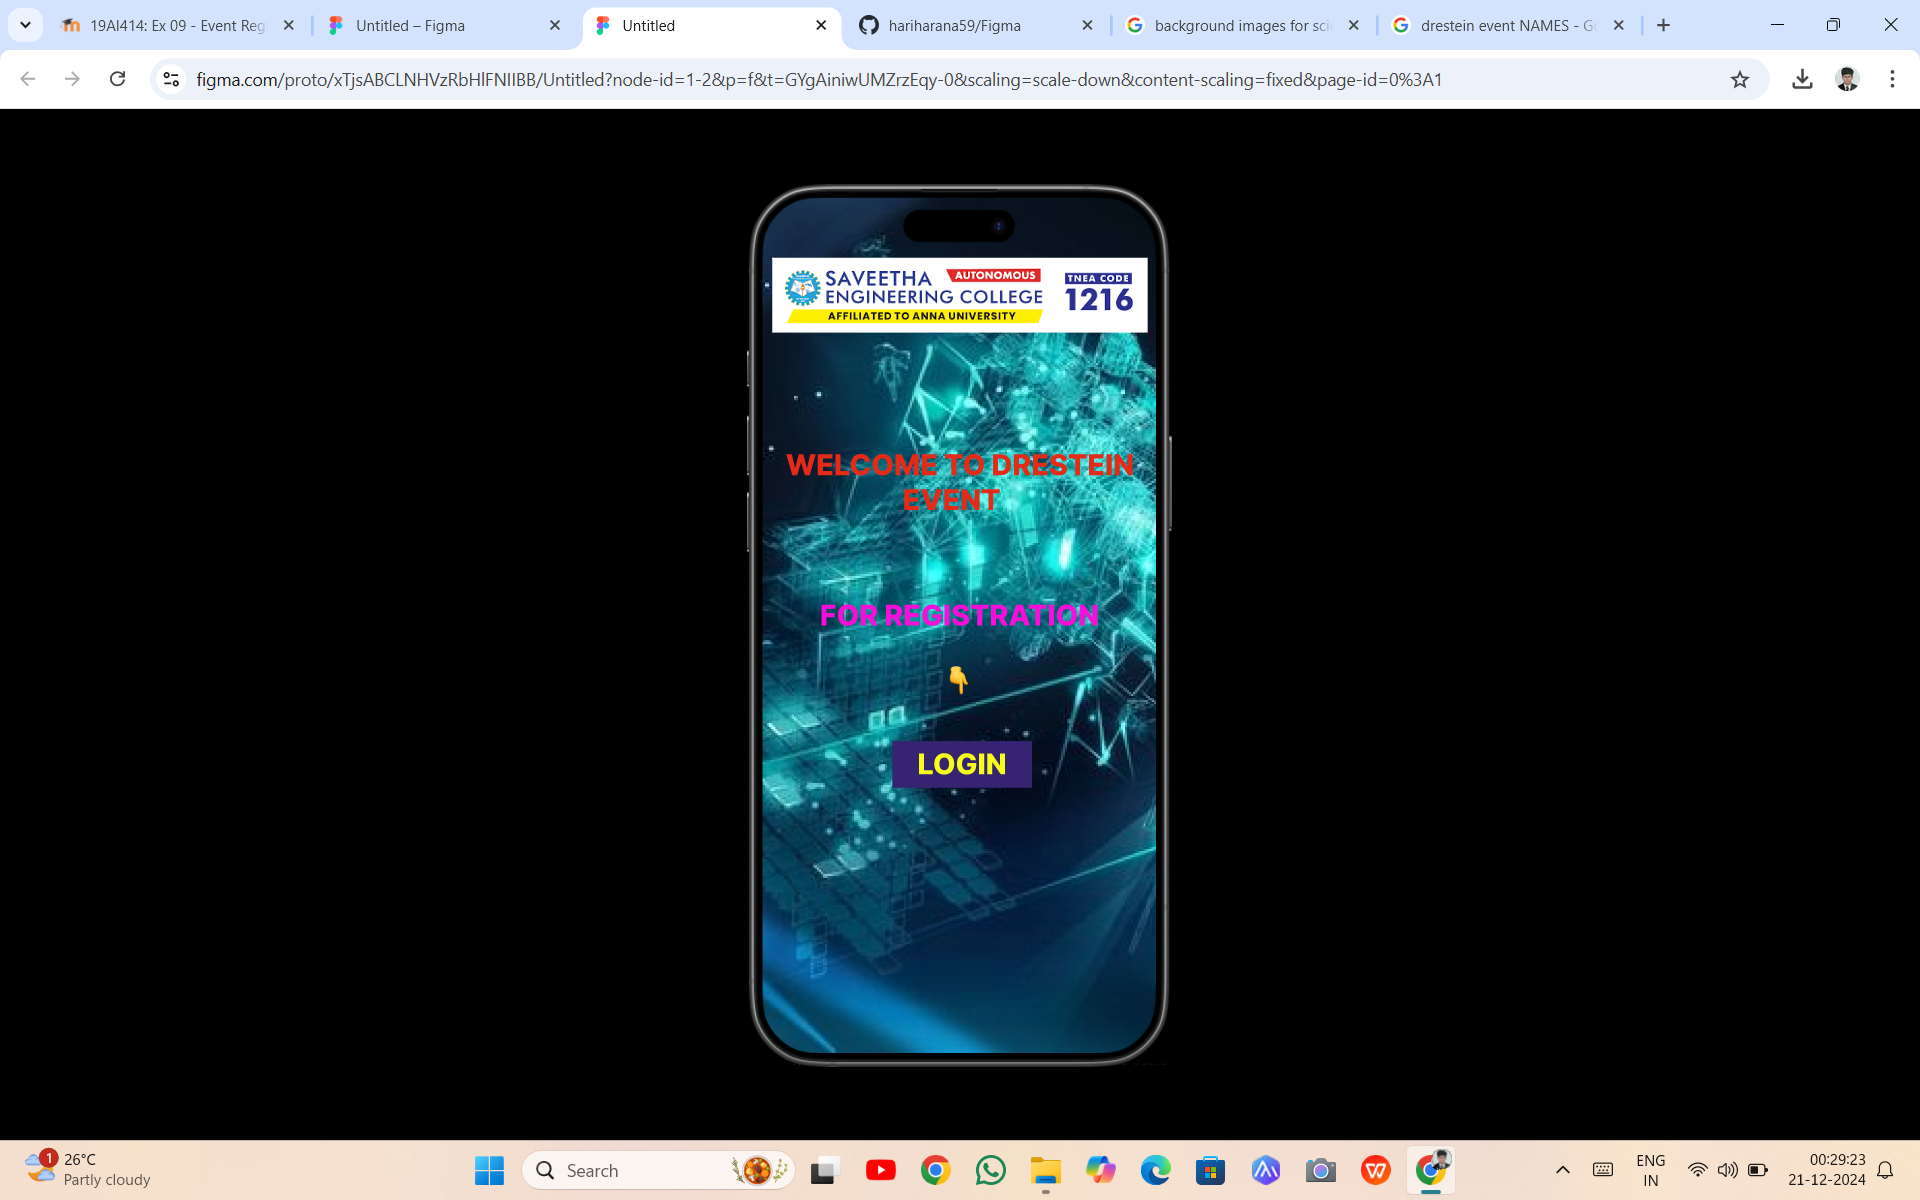 19AI414: Ex 09 - Event Reg
Untitled – Figma
Untitled
hariharana59/Figma
background images for sci
drestein event NAMES - Go
figma.com/proto/xTjsABCLNHVzRbHlFNIIBB/Untitled?node-id=1-2&p=f&t=GYgAiniwUMZrzEqy-0&scaling=scale-down&content-scaling=fixed&page-id=0%3A1
SAVEETHA AUTONOMOUS
ENGINEERING COLLEGE
AFFILIATED TO ANNA UNIVERSITY
TNEA CODE
1216
WELCOME TO DRESTEIN
EVENT
FOR REGISTRATION
👇
LOGIN
1
26°C
Partly cloudy
Search
ENG
IN
00:29:23
21-12-2024